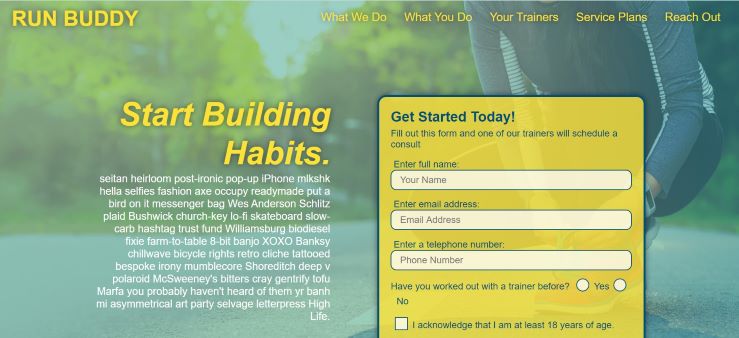 RUN BUDDY
What We Do What You Do Your Trainers Service Plans Reach Out
Start Building
Habits.
seitan heirloom post-ironic pop-up iPhone mlkshk
hella selfies fashion axe occupy readymade put a
bird on it messenger bag Wes Anderson Schlitz
plaid Bushwick church-key lo-fi skateboard slow-
carb hashtag trust fund Williamsburg biodiesel
fixie farm-to-table 8-bit banjo XOXO Banksy
chillwave bicycle rights retro cliche tattooed
bespoke irony mumblecore Shoreditch deep v
polaroid McSweeney's bitters cray gentrify tofu
Marfa you probably haven't heard of them yr banh
mi asymmetrical art party selvage letterpress High
Life.
Get Started Today!
Fill out this form and one of our trainers will schedule a
consult
Enter full name:
Your Name
Enter email address:
Email Address
Enter a telephone number:
Phone Number
Have you worked out with a trainer before? Yes
No
I acknowledge that I am at least 18 years of age.